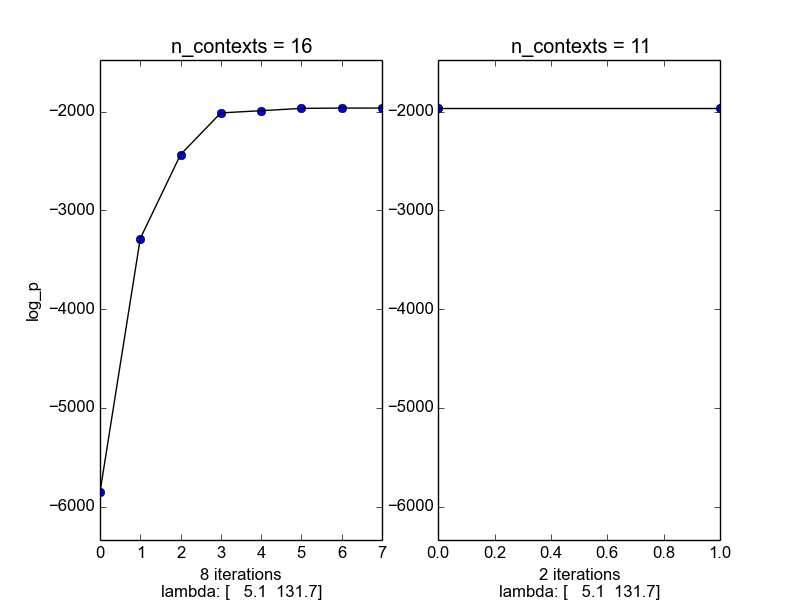 n_contexts = 16
−2000
−3000
−4000
−5000
−6000
log_p
0 1 2 3 4 5 6 7
8 iterations
lambda: [   5.1  131.7]
n_contexts = 11
−2000
−3000
−4000
−5000
−6000
0.0 0.2 0.4 0.6 0.8 1.0
2 iterations
lambda: [   5.1  131.7]